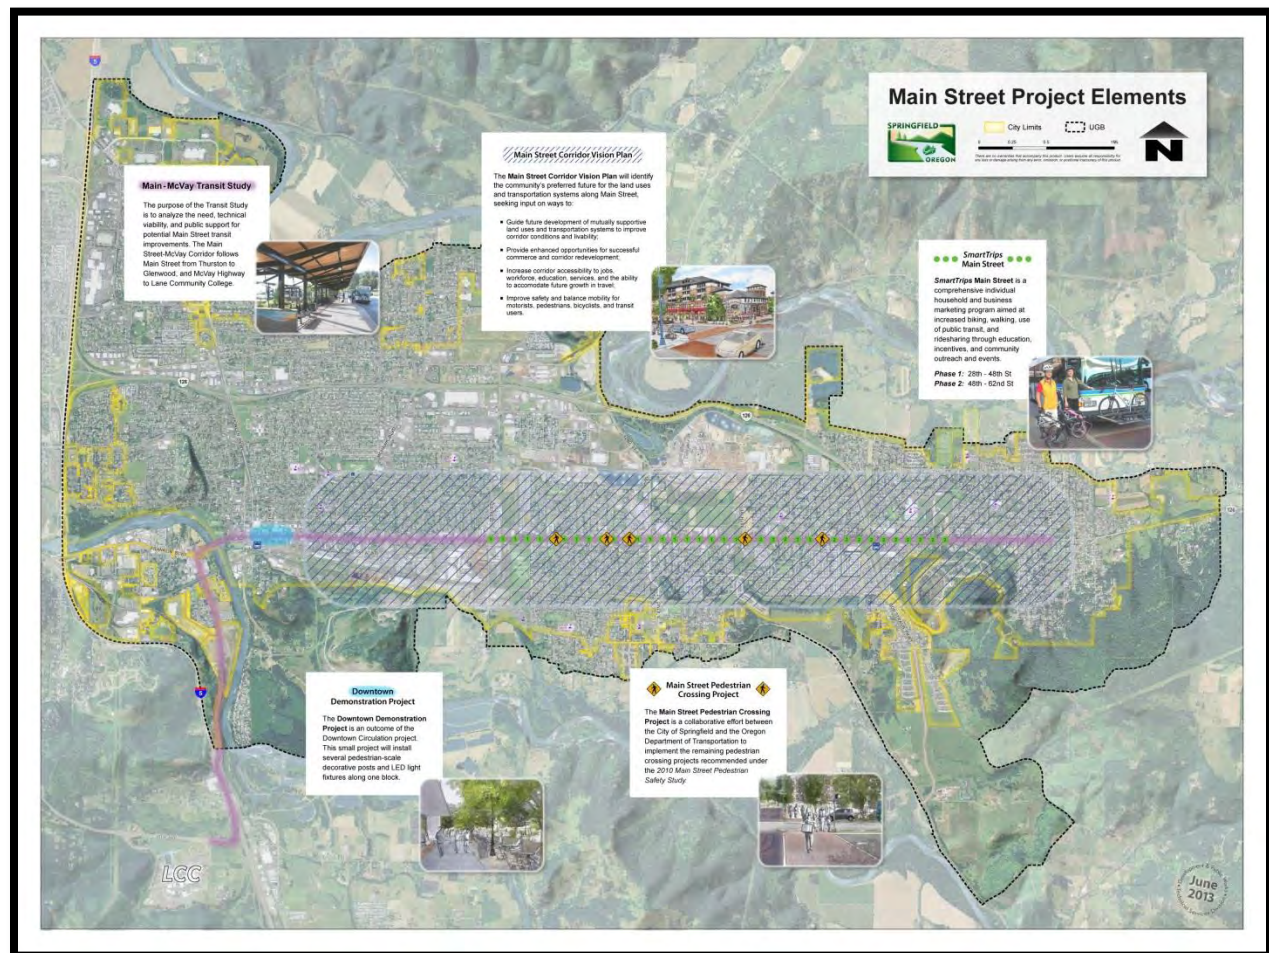 Main Street Project Elements
SPRINGFIELD
OREGON
City Limits
UGB
0
0.25
0.5
N
Main - McVay Transit Study
The purpose of the Transit Study
is to analyze the need, technical
viability, and public support for
potential Main Street transit
improvements. The Main
Street-McVay Corridor follows
Main Street from Thurston to
Glenwood, and McVay Highway
to Lane Community College.
Main Street Corridor Vision Plan
The Main Street Corridor Vision Plan will identify
the community's preferred future for the land uses
and transportation systems along Main Street,
seeking input on ways to:
Guide future development of mutually supportive
land uses and transportation systems to improve
corridor conditions and livability;
Provide enhanced opportunities for successful
commerce and corridor redevelopment;
Increase corridor accessibility to jobs,
workforce, education, services, and the ability
to accomodate future growth in travel;
Improve safety and balance mobility for
motorists, pedestrians, bicyclists, and transit
users.
SmartTrips
Main Street
SmartTrips Main Street is a
comprehensive individual
household and business
marketing program aimed at
increased biking, walking, use
of public transit, and
ridesharing through education,
incentives, and community
outreach and events.
Phase 1: 28th - 48th St
Phase 2: 48th - 62nd St
5
126
126
126
5
Downtown
Demonstration Project
The Downtown Demonstration
Project is an outcome of the
Downtown Circulation project.
This small project will install
several pedestrian-scale
decorative posts and LED light
fixtures along one block.
Main Street Pedestrian
Crossing Project
The Main Street Pedestrian Crossing
Project is a collaborative effort between
the City of Springfield and the Oregon
Department of Transportation to
implement the remaining pedestrian
crossing projects recommended under
the 2010 Main Street Pedestrian
Safety Study
LCC
June
2013